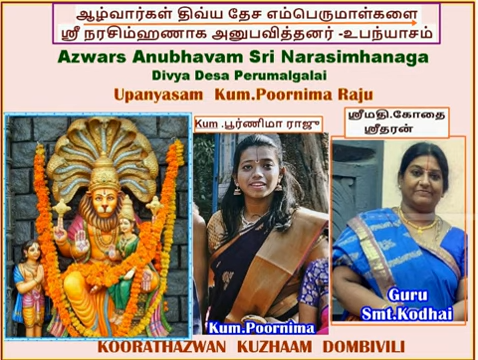 ஆழ்வார்கள் திவ்ய தேச எம்பெருமாள்களை
ஸ்ரீ நரசிம்ஹணாக அனுபவித்தனர் -உபந்யாசம்
Azwars Anubhavam Sri Narasimhanaga
Divya Desa Perumalgalai
Upanyasam Kum.Poornima Raju
Kum .பூர்ணிமா ராஜு
ஸ்ரீமதி.கோதை
ஸ்ரீதரன்
Kum.Poornima
Guru
Smt.Kodhai
KOORATHAZWAN KUZHAAM DOMBIVILI